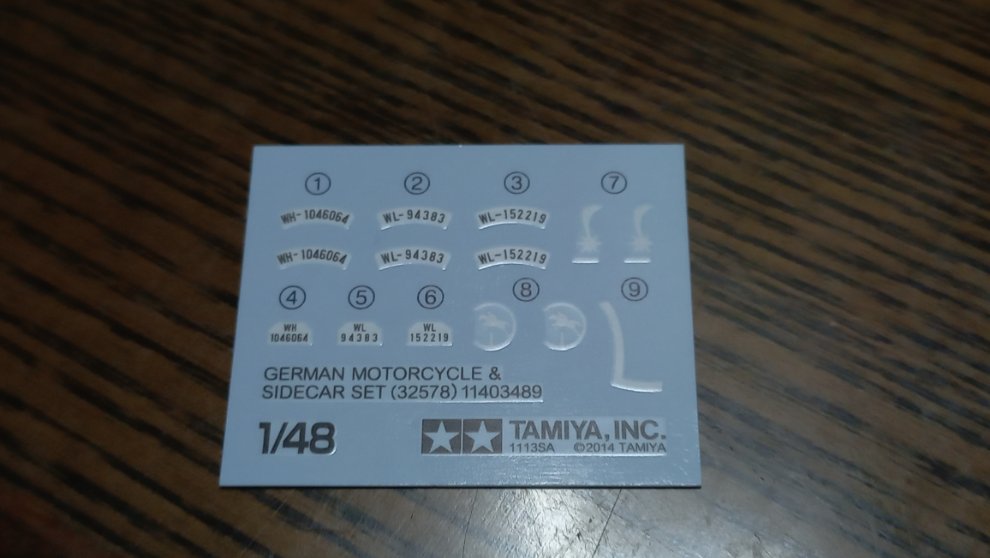 ① ② ③ ⑦
WH-1046064 WL-94383 WL-152219
WH-1046064 WL-94383 WL-152219
④ ⑤ ⑥ ⑧ ⑨
WH WL WL
1046064 94383 152219
GERMAN MOTORCYCLE &
SIDECAR SET (32578) 11403489
1/48 TAMIYA, INC.
1113SA ©2014 TAMIYA